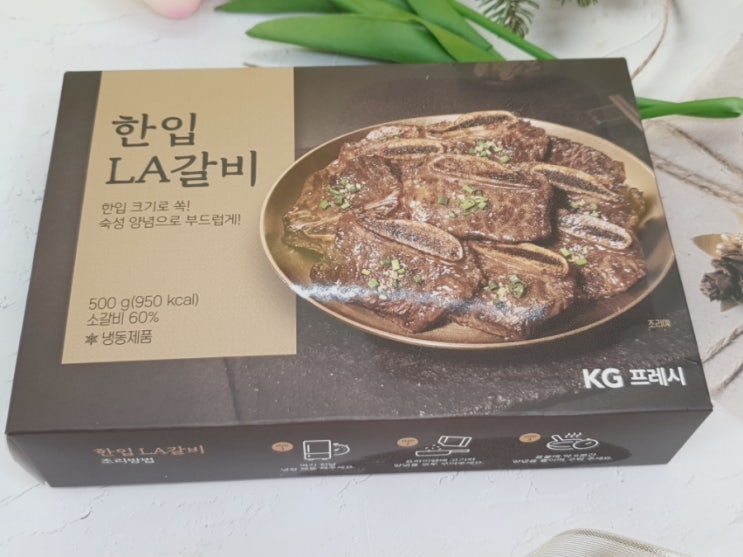 한입
LA갈비
한입 크기로 쏙!
숙성 양념으로 부드럽게!
500 g(950 kcal)
소갈비 60%
냉동제품
KG 프레시
한입 LA갈비
조리방법